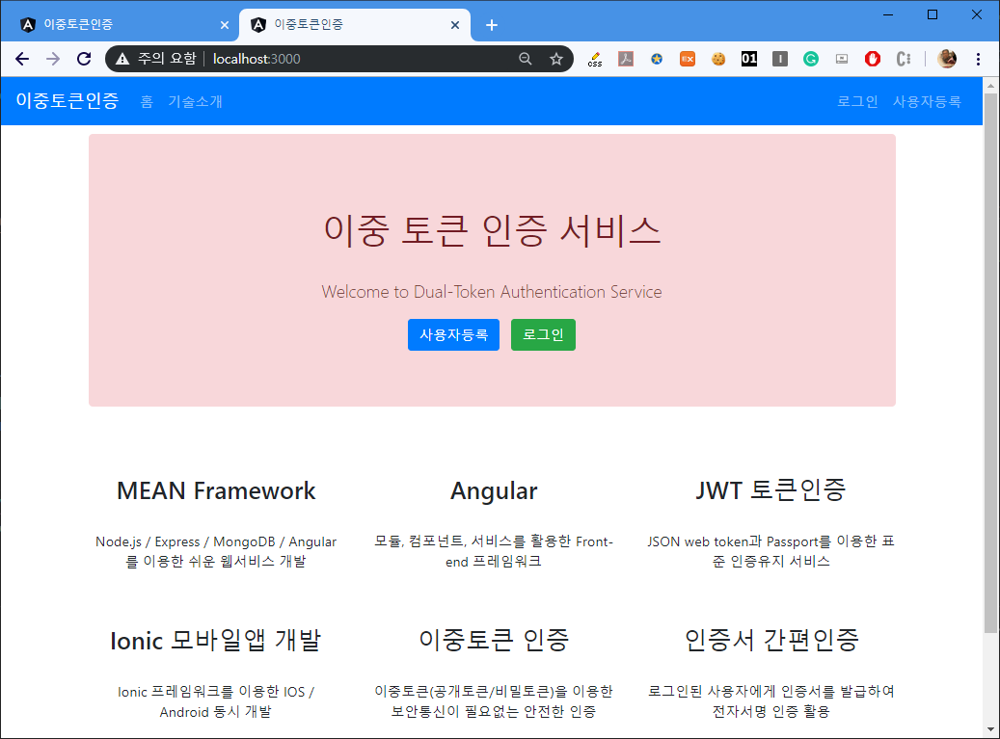 이중토큰인증
이중토큰인증
주의 요함 localhost:3000
이중토큰인증 홈 기술소개 로그인 사용자등록
이중 토큰 인증 서비스
Welcome to Dual-Token Authentication Service
사용자등록 로그인
MEAN Framework
Node.js / Express / MongoDB / Angular
를 이용한 쉬운 웹서비스 개발
Angular
모듈, 컴포넌트, 서비스를 활용한 Front-
end 프레임워크
JWT 토큰인증
JSON web token과 Passport를 이용한 표
준 인증유지 서비스
Ionic 모바일앱 개발
Ionic 프레임워크를 이용한 IOS /
Android 동시 개발
이중토큰 인증
이중토큰(공개토큰/비밀토큰)을 이용한
보안통신이 필요없는 안전한 인증
인증서 간편인증
로그인된 사용자에게 인증서를 발급하여
전자서명 인증 활용